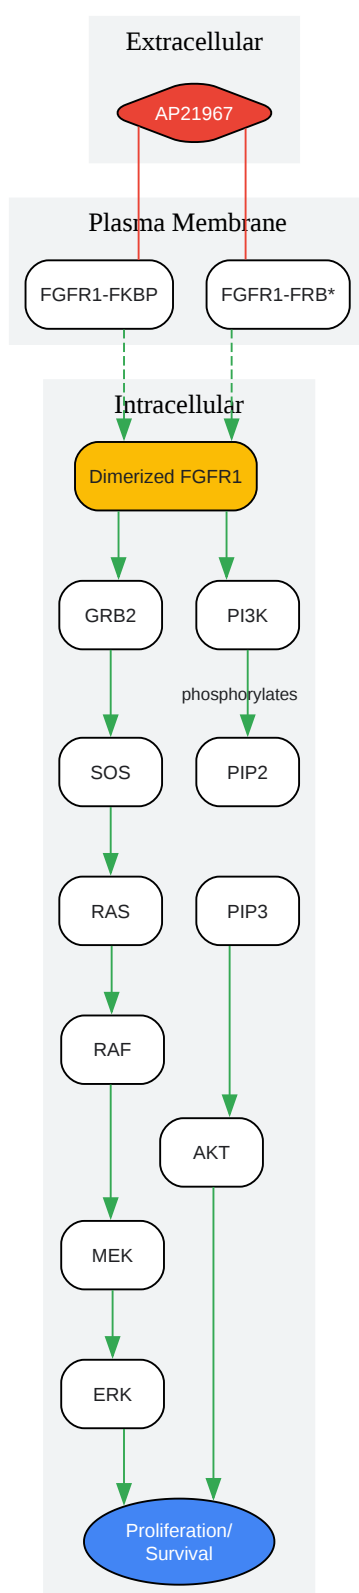 Extracellular
AP21967
Plasma Membrane
FGFR1-FKBP
FGFR1-FRB*
Intracellular
Dimerized FGFR1
GRB2
PI3K
phosphorylates
SOS
PIP2
RAS
PIP3
RAF
AKT
MEK
ERK
Proliferation/
Survival